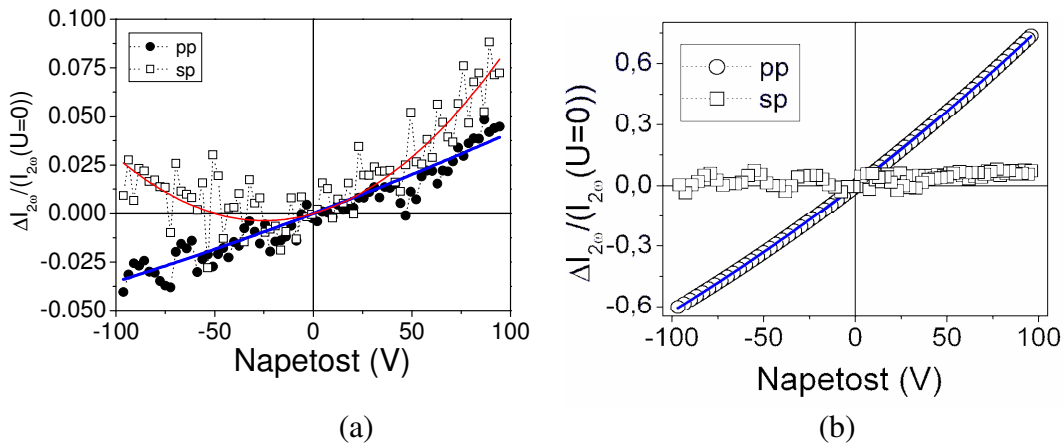 0.100
0.075
0.050
0.025
0.000
-0.025
-0.050
-100 -50 0 50 100
pp
sp
ΔI2ω/(I2ω(U=0))
Napetost (V)
(a)
(b)
0,6
0,3
0,0
-0,3
-0,6
-100 -50 0 50 100
pp
sp
ΔI2ω/(I2ω(U=0))
Napetost (V)